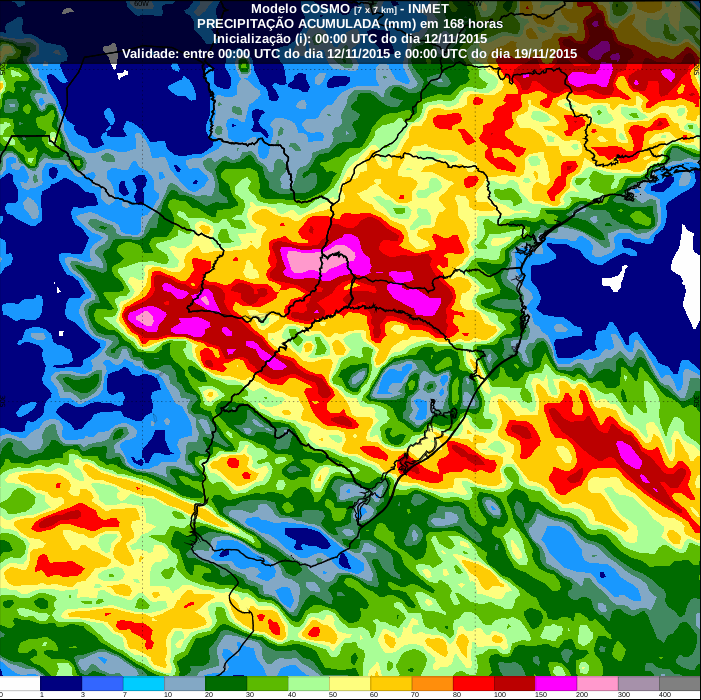 Modelo COSMO [7 x 7 km] - INMET
PRECIPITAÇÃO ACUMULADA (mm) em 168 horas
Inicialização (i): 00:00 UTC do dia 12/11/2015
Validade: entre 00:00 UTC do dia 12/11/2015 e 00:00 UTC do dia 19/11/2015
0 1 3 7 10 20 30 40 50 60 70 80 100 150 200 300 400